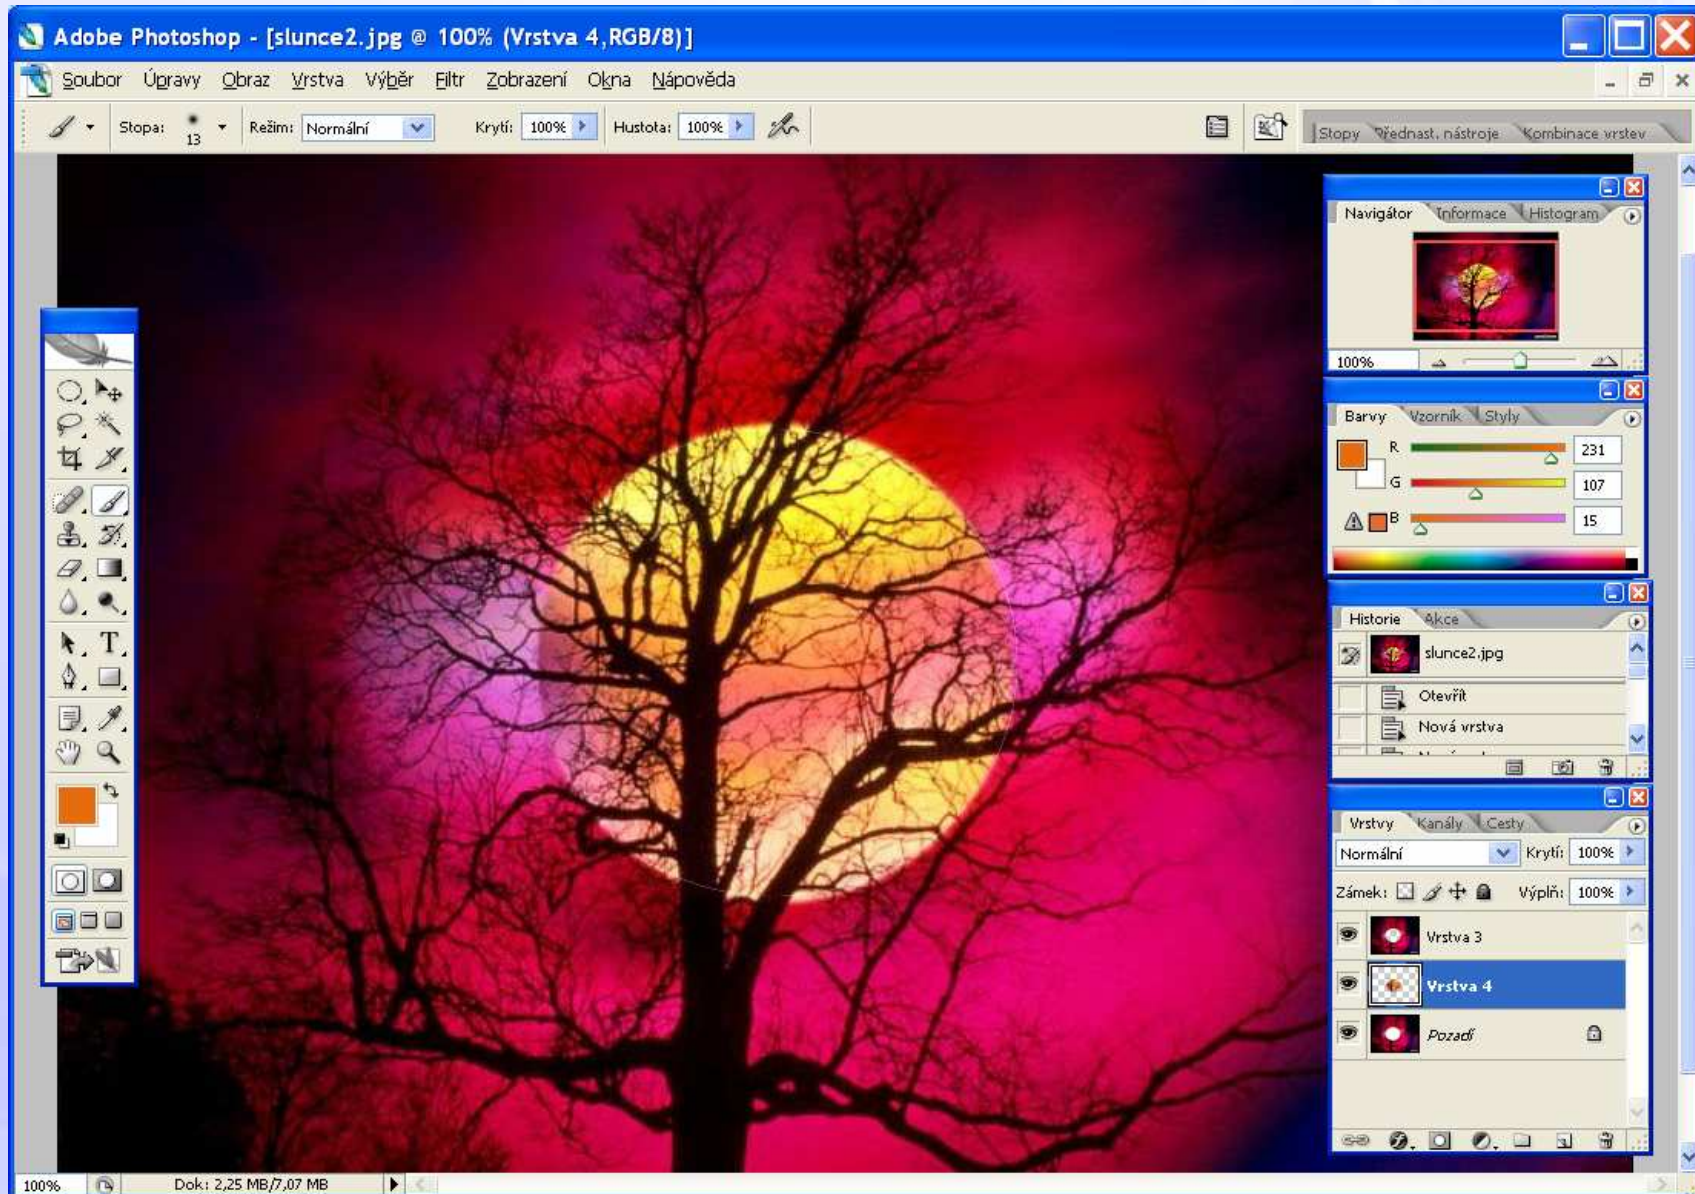 Adobe Photoshop - [slunce2.jpg @ 100% (Vrstva 4,RGB/8)]
Soubor Úpravy Obraz Vrstva Výběr Filtr Zobrazení Okna Nápověda
Stopa: 13 Režim: Normální Krytí: 100% Hustota: 100% Stopy Přednast. nástroje Kombinace vrstev
Navigátor Informace Histogram
100%
Barvy Vzorník Styly
R 231
G 107
B 15
Historie Akce
slunce2.jpg
Otevřít
Nová vrstva
Vrstvy Kanály Cesty
Normální Krytí: 100%
Zámek: Výplň: 100%
Vrstva 3
Vrstva 4
Pozadí
T
100% Dok: 2,25 MB/7,07 MB